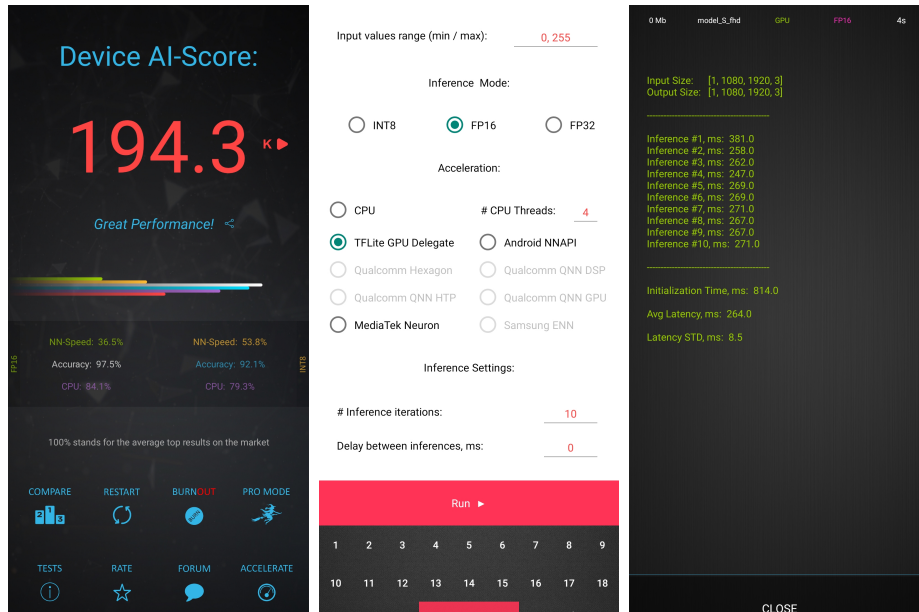 Device AI-Score:
194.3 K
Great Performance!
FP16
NN-Speed: 36.5%
NN-Speed: 53.8%
Accuracy: 97.5%
Accuracy: 92.1%
CPU: 84.1%
CPU: 79.3%
INT8
100% stands for the average top results on the market
COMPARE RESTART BURNOUT PRO MODE
2 1 3
BURN
TESTS RATE FORUM ACCELERATE
Input values range (min / max): 0, 255
Inference Mode:
INT8 FP16 FP32
Acceleration:
CPU # CPU Threads: 4
TFLite GPU Delegate Android NNAPI
Qualcomm Hexagon Qualcomm QNN DSP
Qualcomm QNN HTP Qualcomm QNN GPU
MediaTek Neuron Samsung ENN
Inference Settings:
# Inference iterations: 10
Delay between inferences, ms: 0
Run
1 2 3 4 5 6 7 8 9
10 11 12 13 14 15 16 17 18
0 Mb model_S_fhd GPU FP16 4s
Input Size: [1, 1080, 1920, 3]
Output Size: [1, 1080, 1920, 3]
----------------------------------------
Inference #1, ms: 381.0
Inference #2, ms: 258.0
Inference #3, ms: 262.0
Inference #4, ms: 247.0
Inference #5, ms: 269.0
Inference #6, ms: 269.0
Inference #7, ms: 271.0
Inference #8, ms: 267.0
Inference #9, ms: 267.0
Inference #10, ms: 271.0
----------------------------------------
Initialization Time, ms: 814.0
Avg Latency, ms: 264.0
Latency STD, ms: 8.5
CLOSE